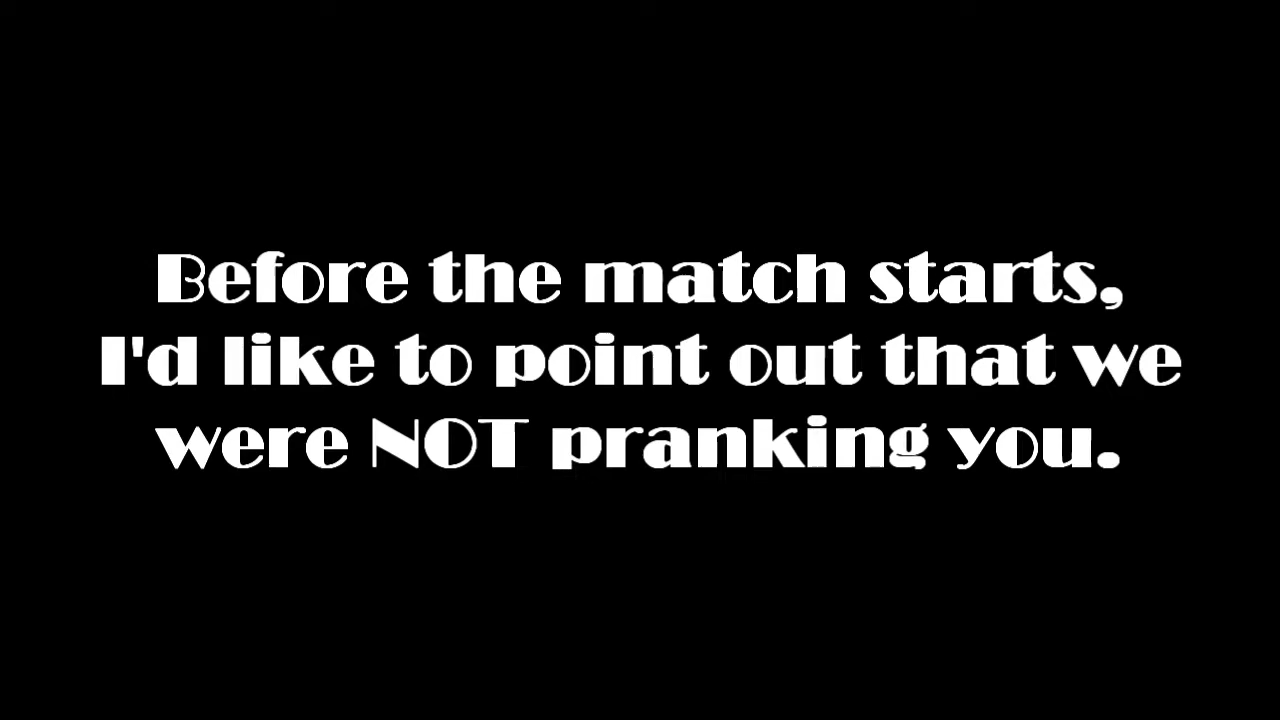 Before the match starts,
I'd like to point out that we
were NOT pranking you.